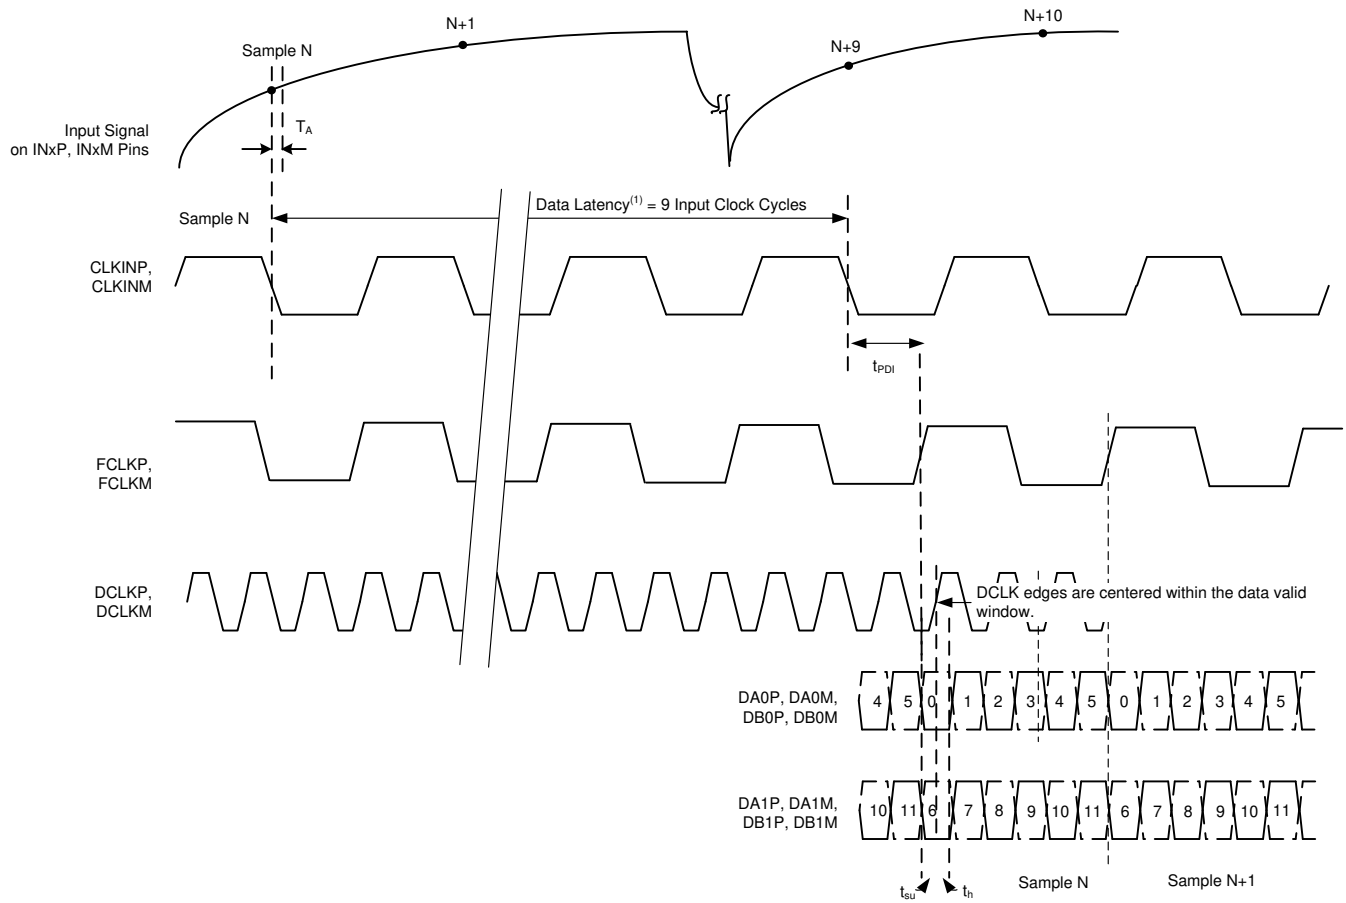 N+1
N+10
Sample N
N+9
TA
Input Signal
on INxP, INxM Pins
Sample N
Data Latency(1) = 9 Input Clock Cycles
CLKINP,
CLKINM
tPDI
FCLKP,
FCLKM
DCLKP,
DCLKM
DCLK edges are centered within the data valid
window.
DA0P, DA0M,
DB0P, DB0M
4 5 0 1 2 3 4 5 0 1 2 3 4 5
DA1P, DA1M,
DB1P, DB1M
10 11 6 7 8 9 10 11 6 7 8 9 10 11
tsu
th
Sample N
Sample N+1